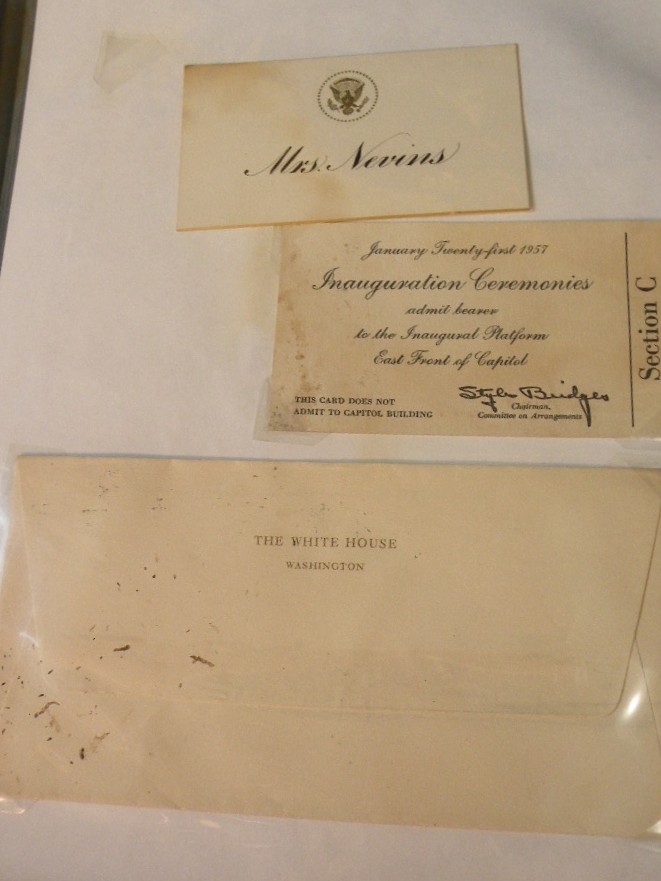 Mrs. Nevins
January Twenty-first 1957
Inauguration Ceremonies
admit bearer
to the Inaugural Platform
East Front of Capitol
THIS CARD DOES NOT
ADMIT TO CAPITOL BUILDING
Styles Bridges
Chairman,
Committee on Arrangements
Section C
THE WHITE HOUSE
WASHINGTON